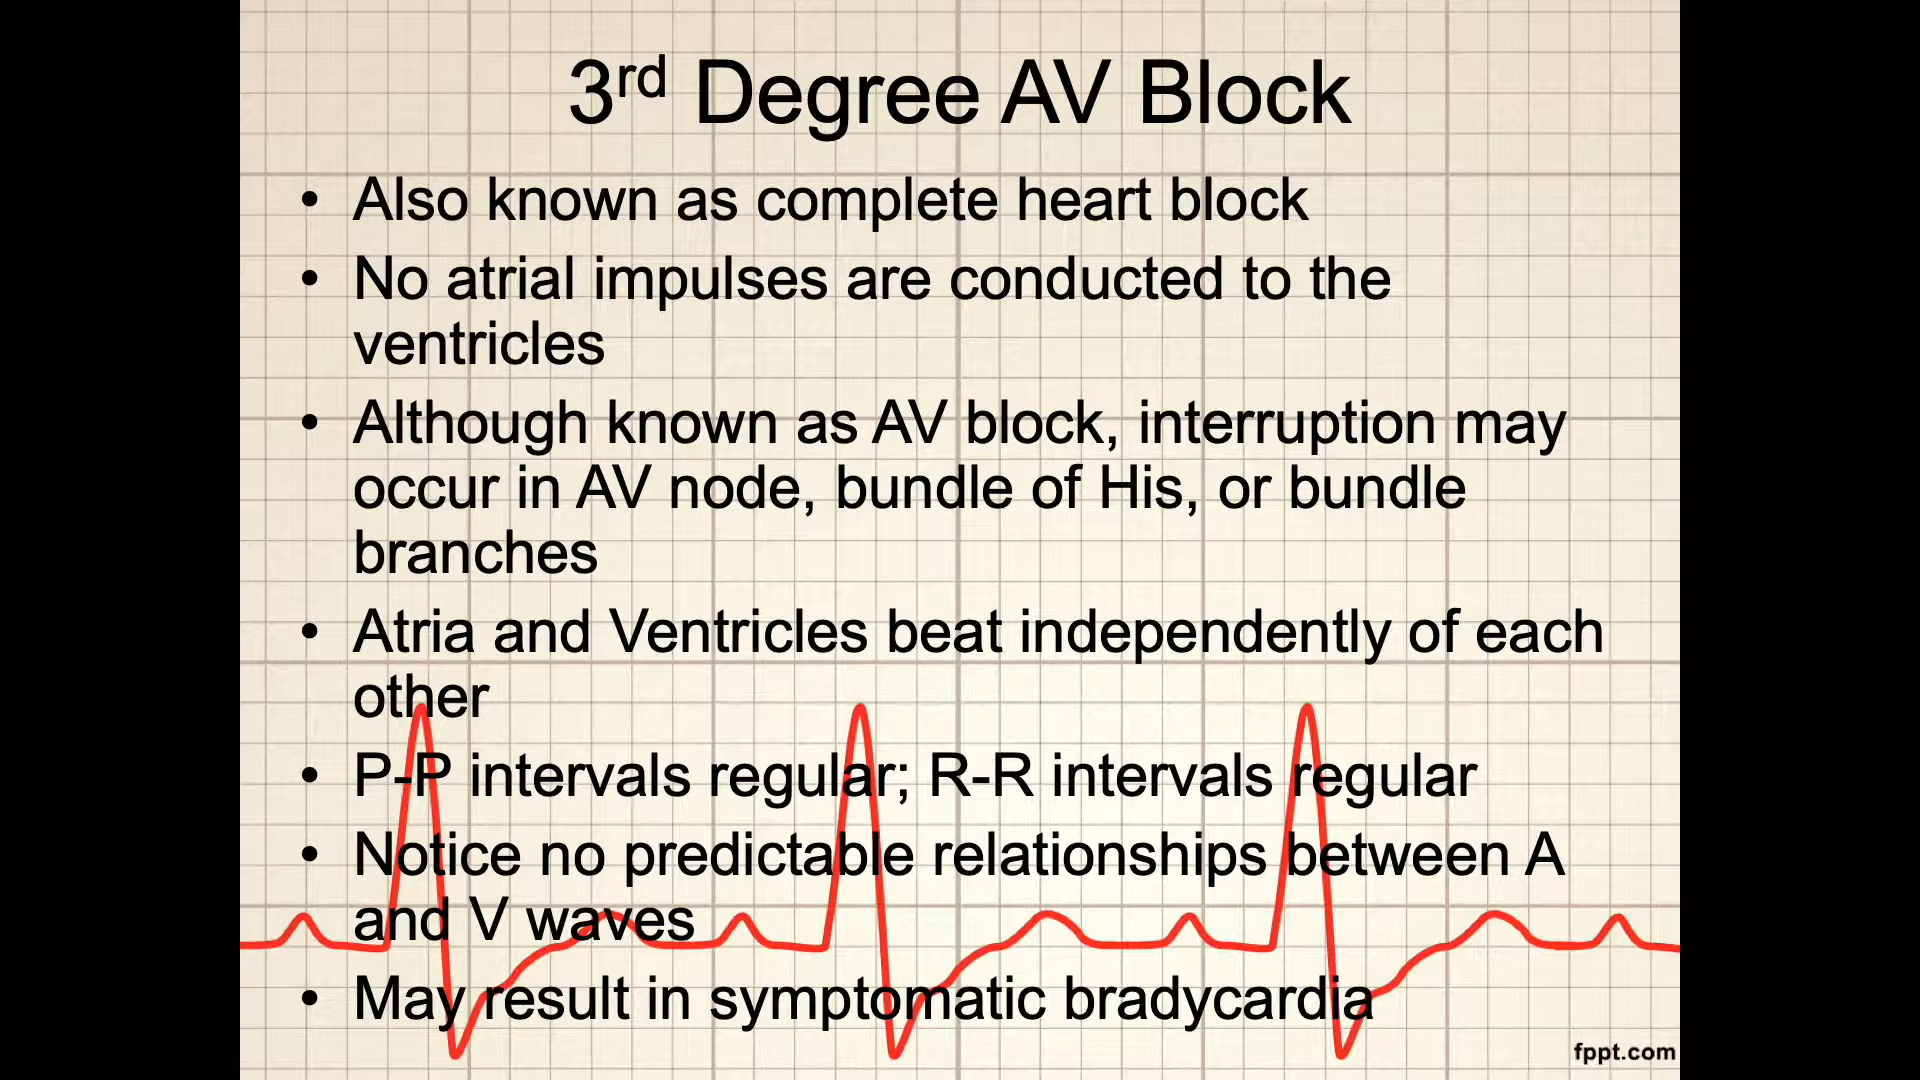 3rd Degree AV Block
• Also known as complete heart block
• No atrial impulses are conducted to the
ventricles
• Although known as AV block, interruption may
occur in AV node, bundle of His, or bundle
branches
• Atria and Ventricles beat independently of each
other
• P-P intervals regular; R-R intervals regular
• Notice no predictable relationships between A
and V waves
• May result in symptomatic bradycardia
fppt.com